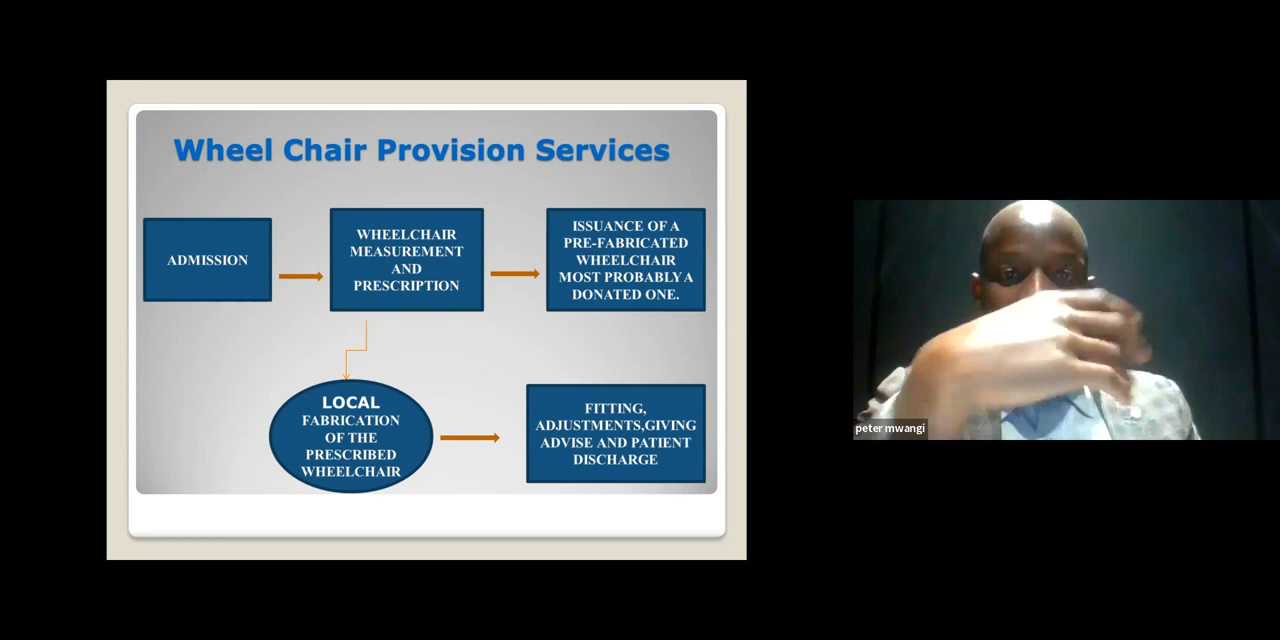 Wheel Chair Provision Services
ADMISSION
WHEELCHAIR
MEASUREMENT
AND
PRESCRIPTION
ISSUANCE OF A
PRE-FABRICATED
WHEELCHAIR
MOST PROBABLY A
DONATED ONE.
LOCAL
FABRICATION
OF THE
PRESCRIBED
WHEELCHAIR
FITTING,
ADJUSTMENTS,GIVING
ADVISE AND PATIENT
DISCHARGE
peter mwangi